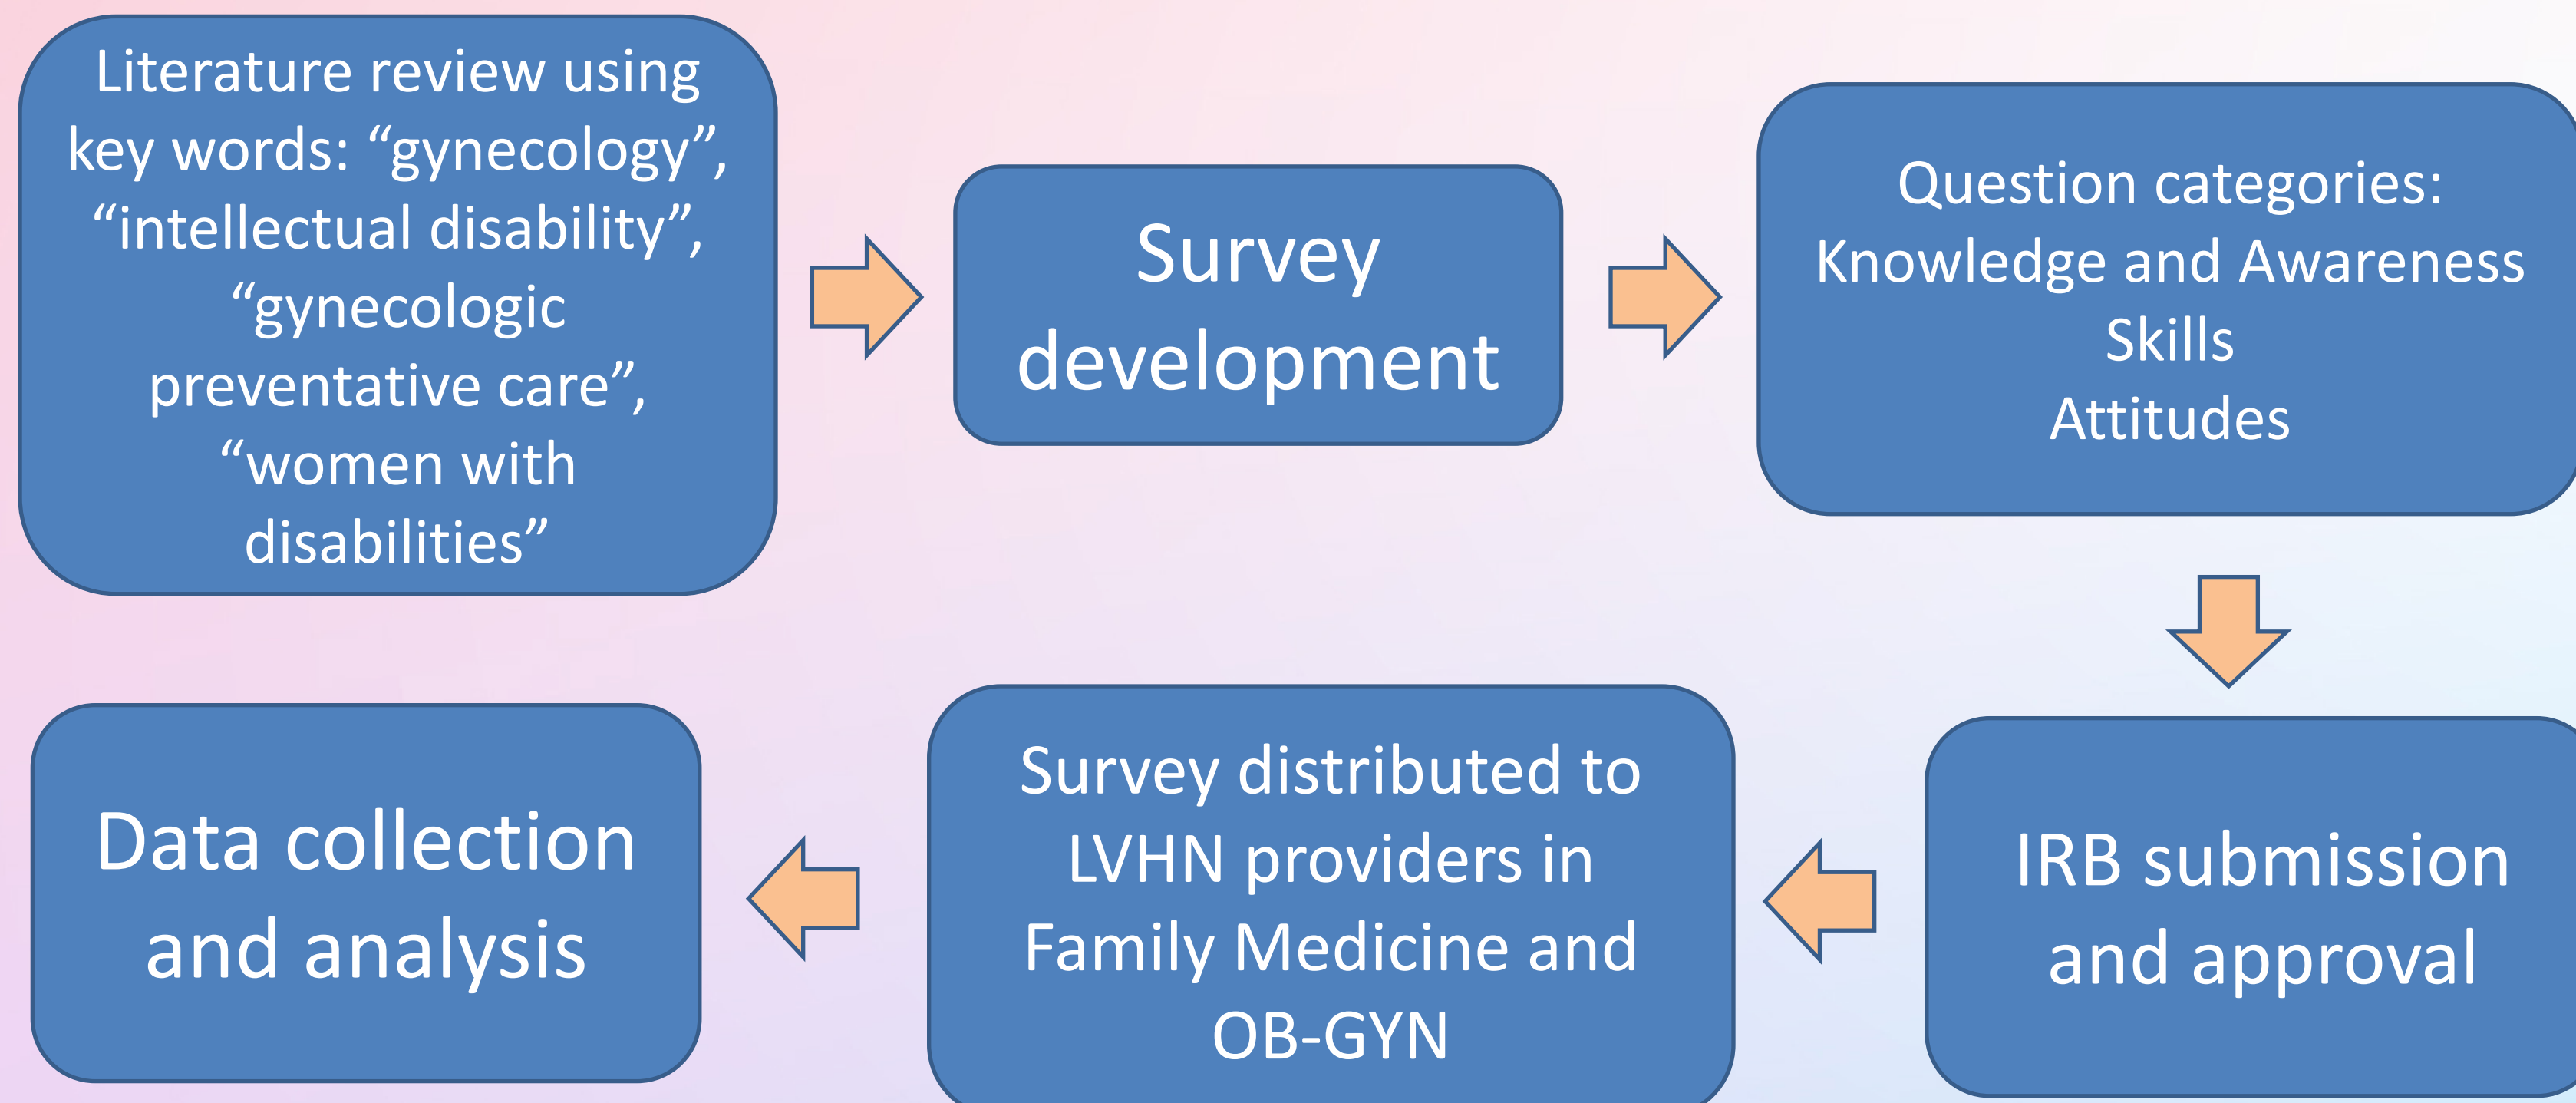 Literature review using
key words: “gynecology”,
“intellectual disability”,
“gynecologic
preventative care”,
“women with
disabilities”
Survey
development
Question categories:
Knowledge and Awareness
Skills
Attitudes
IRB submission
and approval
Survey distributed to
LVHN providers in
Family Medicine and
OB-GYN
Data collection
and analysis